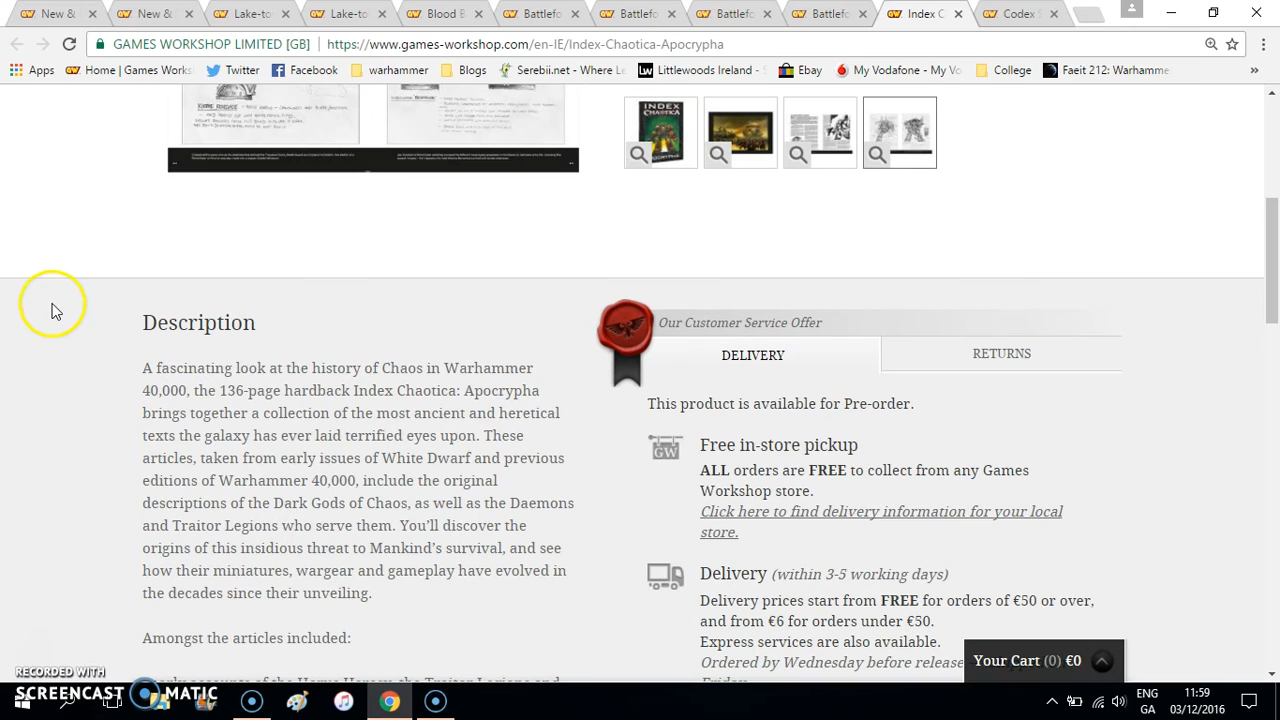 New &
New &
Lake-to
Lake-to
Blood B
Battlefo
Battlefo
Battlefo
Battlefo
Index C
Codex S
GAMES WORKSHOP LIMITED [GB]
https://www.games-workshop.com/en-IE/Index-Chaotica-Apocrypha
Apps
Home | Games Works
Twitter
Facebook
warhammer
Blogs
Serebii.net - Where Le
Littlewoods Ireland -
Ebay
My Vodafone - My Vo
College
Faeit 212: Warhamme
INDEX
CHAOTICA
Description
A fascinating look at the history of Chaos in Warhammer
40,000, the 136-page hardback Index Chaotica: Apocrypha
brings together a collection of the most ancient and heretical
texts the galaxy has ever laid terrified eyes upon. These
articles, taken from early issues of White Dwarf and previous
editions of Warhammer 40,000, include the original
descriptions of the Dark Gods of Chaos, as well as the Daemons
and Traitor Legions who serve them. You'll discover the
origins of this insidious threat to Mankind's survival, and see
how their miniatures, wargear and gameplay have evolved in
the decades since their unveiling.
Amongst the articles included:
Our Customer Service Offer
DELIVERY
RETURNS
This product is available for Pre-order.
GW
Free in-store pickup
ALL orders are FREE to collect from any Games
Workshop store.
Click here to find delivery information for your local
store.
Delivery (within 3-5 working days)
Delivery prices start from FREE for orders of €50 or over,
and from €6 for orders under €50.
Express services are also available.
Ordered by Wednesday before release
Your Cart (0) €0
RECORDED WITH
SCREENCAST MATIC
ENG
GA
11:59
03/12/2016